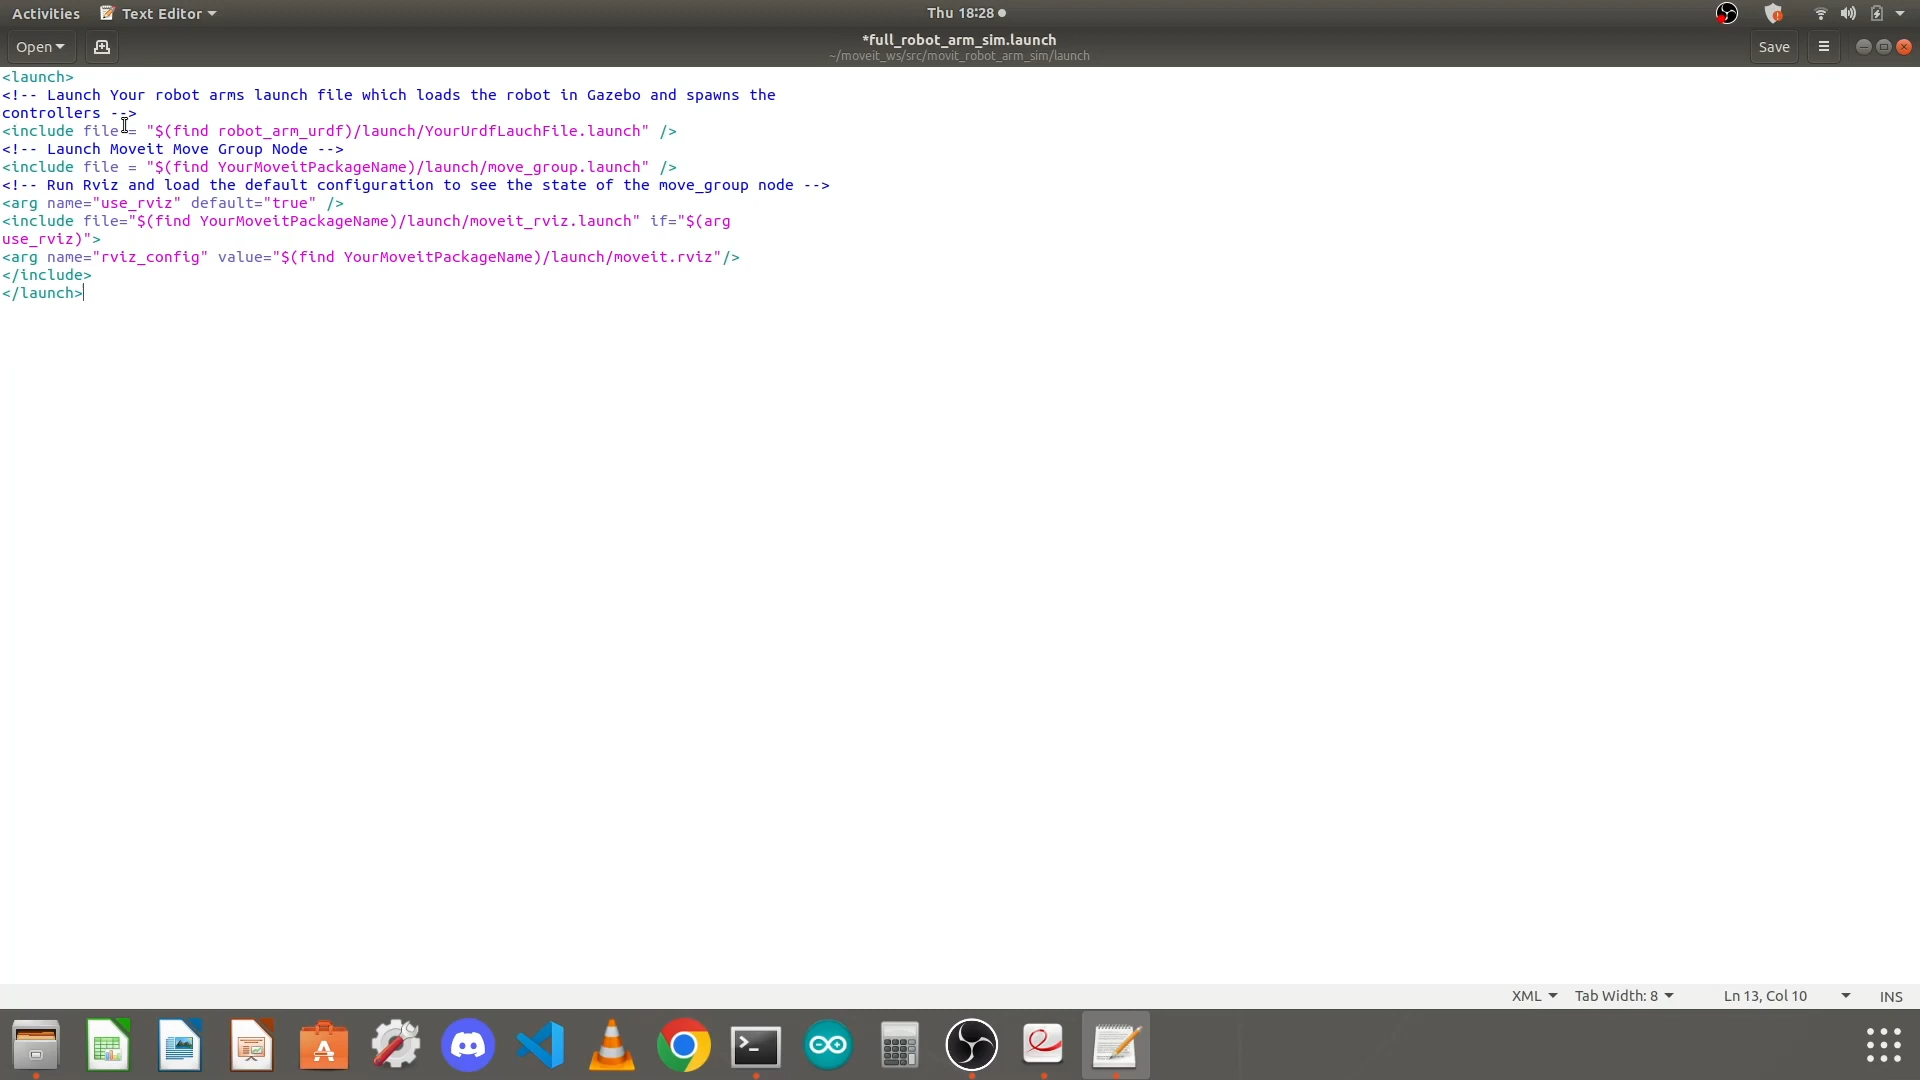 Activities Text Editor Thu 18:28
Open *full_robot_arm_sim.launch Save
~/moveit_ws/src/movit_robot_arm_sim/launch
<launch>
<!-- Launch Your robot arms launch file which loads the robot in Gazebo and spawns the
controllers -->
<include file = "$(find robot_arm_urdf)/launch/YourUrdfLauchFile.launch" />
<!-- Launch Moveit Move Group Node -->
<include file = "$(find YourMoveitPackageName)/launch/move_group.launch" />
<!-- Run Rviz and load the default configuration to see the state of the move_group node -->
<arg name="use_rviz" default="true" />
<include file="$(find YourMoveitPackageName)/launch/moveit_rviz.launch" if="$(arg
use_rviz)">
<arg name="rviz_config" value="$(find YourMoveitPackageName)/launch/moveit.rviz"/>
</include>
</launch>
XML Tab Width: 8 Ln 13, Col 10 INS